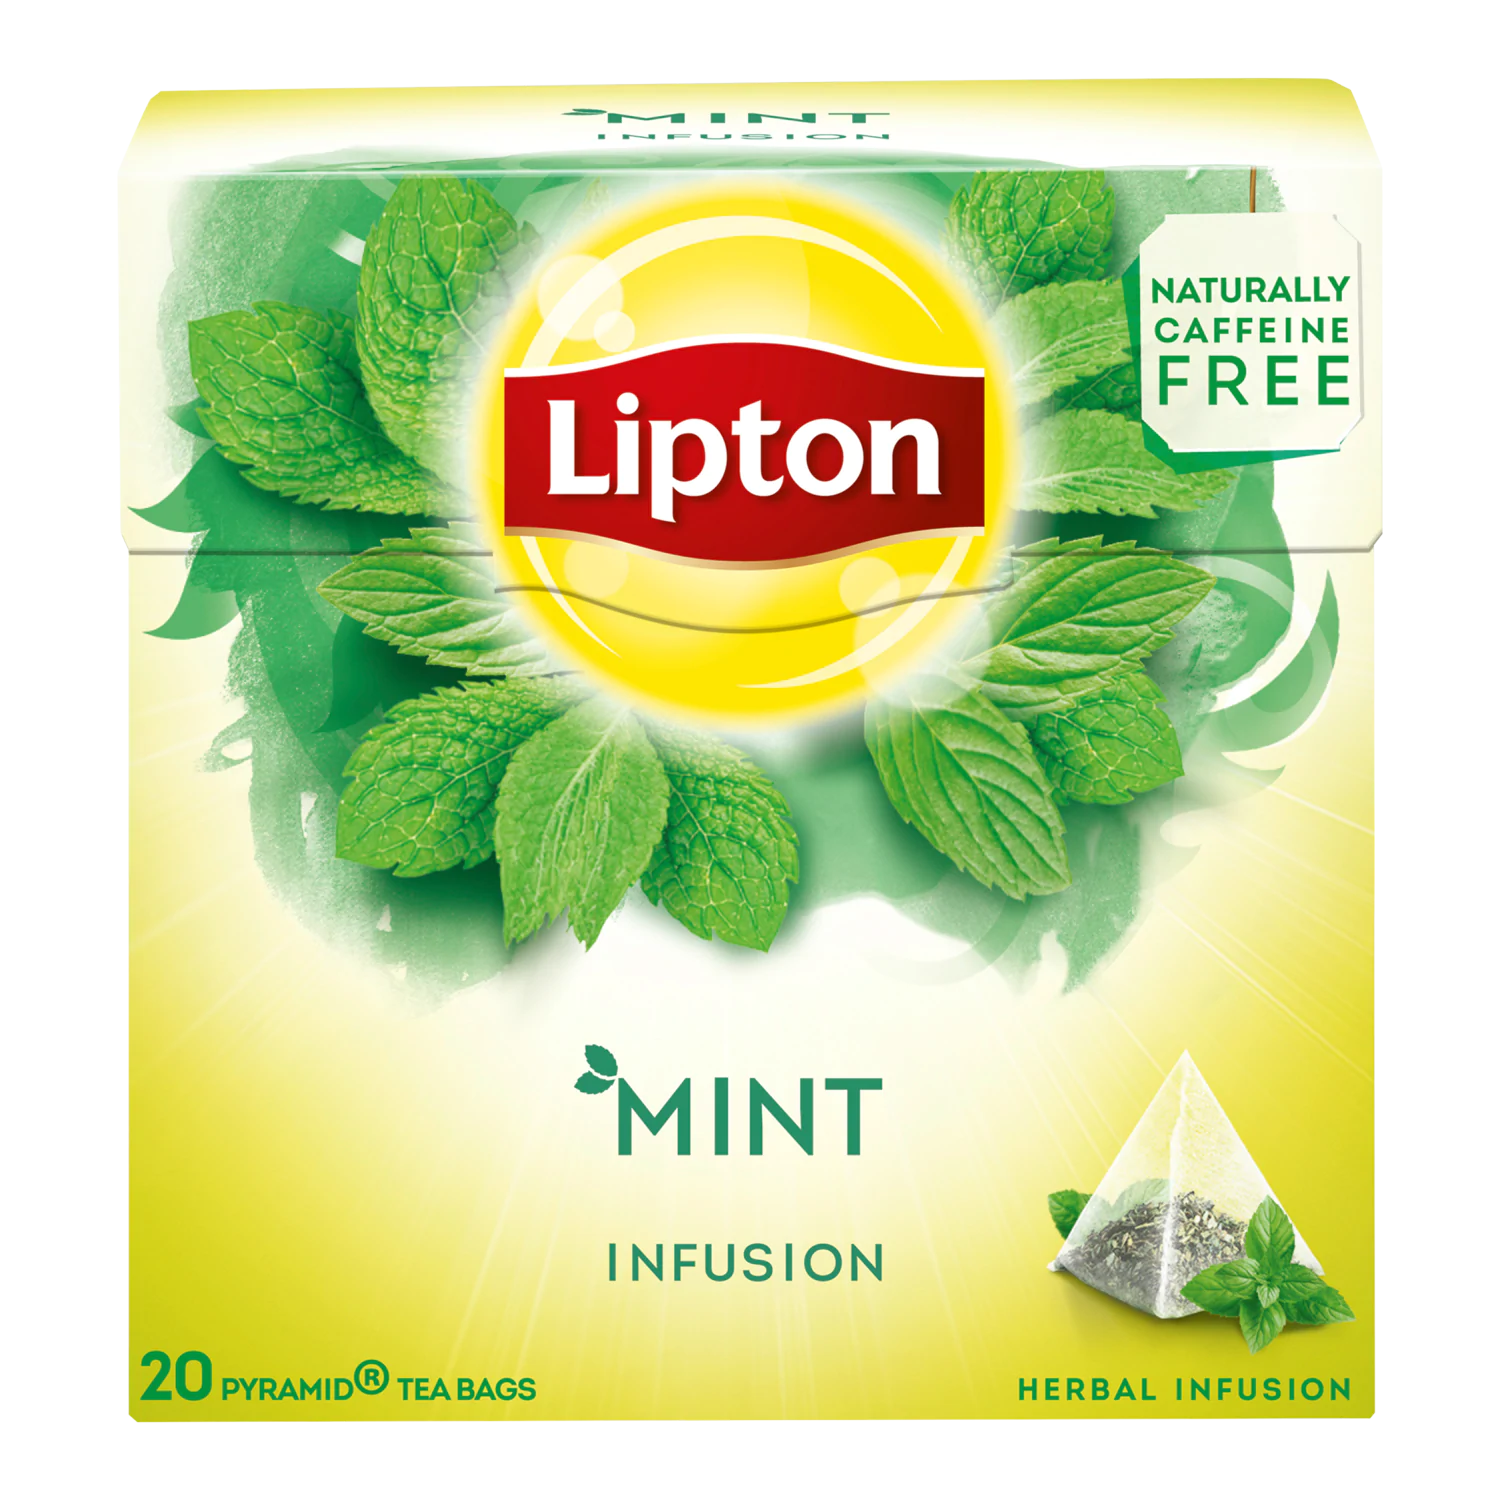 MINT
INFUSION
NATURALLY
CAFFEINE
FREE
Lipton
MINT
INFUSION
20 PYRAMID® TEA BAGS
HERBAL INFUSION